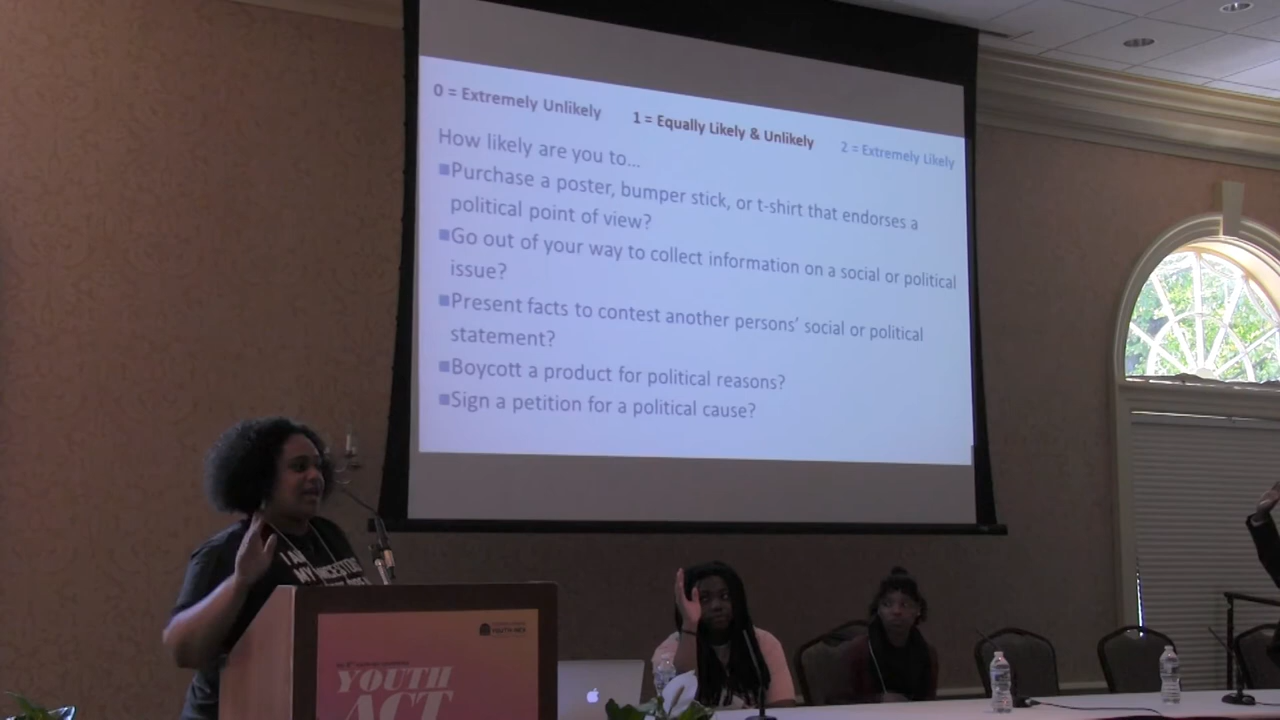 0 = Extremely Unlikely 1 = Equally Likely & Unlikely 2 = Extremely Likely
How likely are you to...
Purchase a poster, bumper stick, or t-shirt that endorses a
political point of view?
Go out of your way to collect information on a social or political
issue?
Present facts to contest another persons' social or political
statement?
Boycott a product for political reasons?
Sign a petition for a political cause?
I AM
MY ANCESTORS
YOUTH
ACT